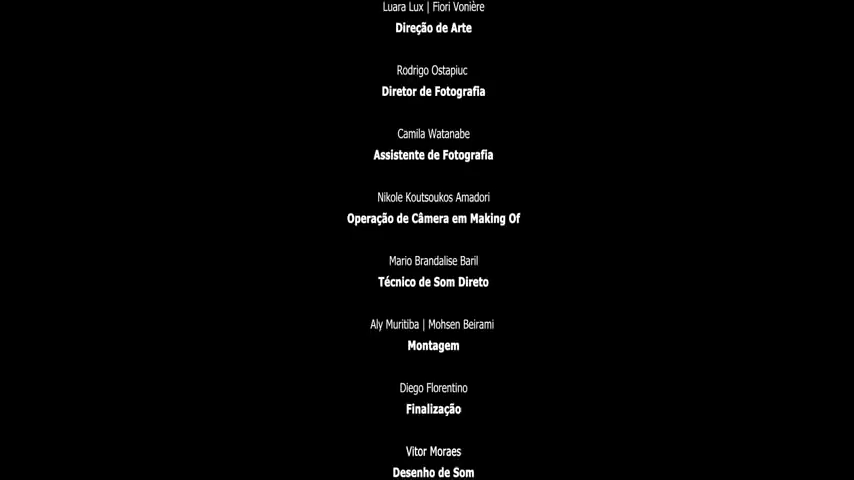 Luara Lux | Fiori Vonière
Direção de Arte
Rodrigo Ostapiuc
Diretor de Fotografia
Camila Watanabe
Assistente de Fotografia
Nikole Koutsoukos Amadori
Operação de Câmera em Making Of
Mario Brandalise Baril
Técnico de Som Direto
Aly Muritiba | Mohsen Beirami
Montagem
Diego Florentino
Finalização
Vitor Moraes
Desenho de Som